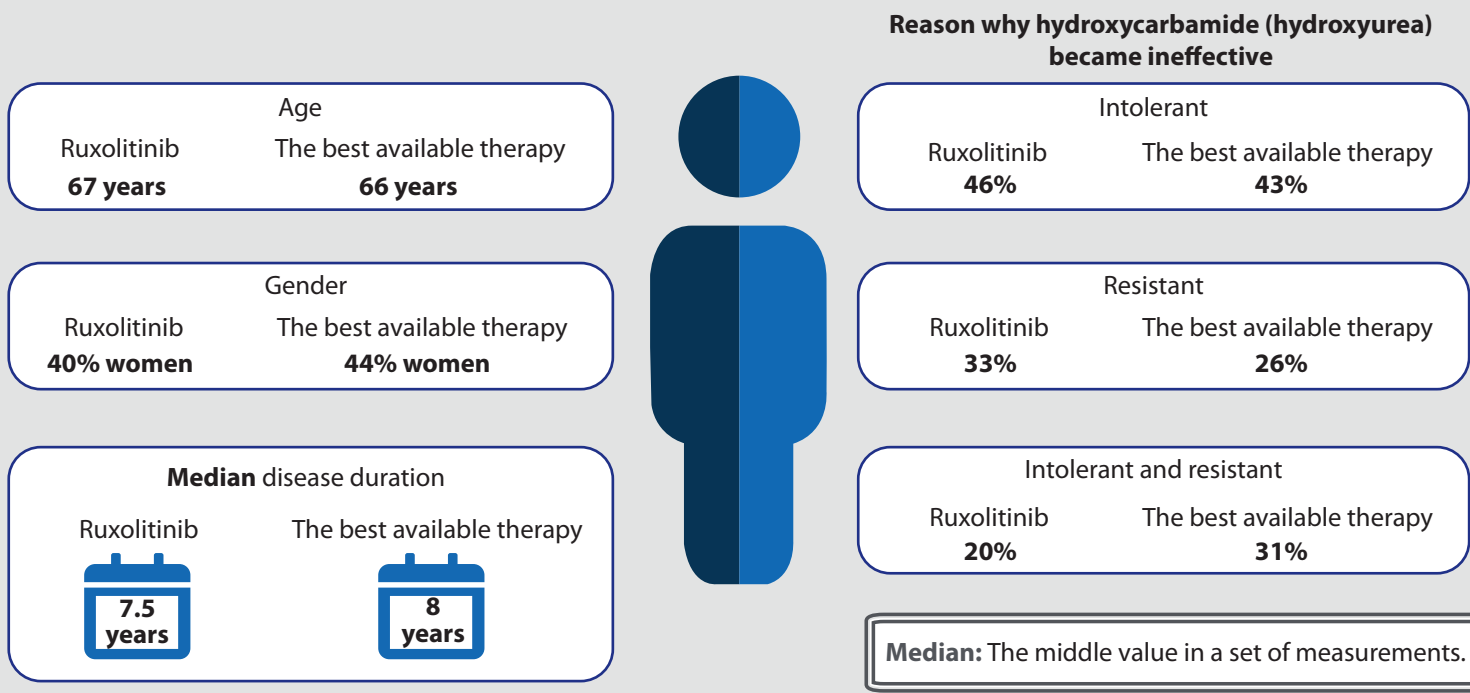 Age
Ruxolitinib The best available therapy
67 years 66 years
Gender
Ruxolitinib The best available therapy
40% women 44% women
Median disease duration
Ruxolitinib The best available therapy
7.5 8
years years
Reason why hydroxycarbamide (hydroxyurea)
became ineffective
Intolerant
Ruxolitinib The best available therapy
46% 43%
Resistant
Ruxolitinib The best available therapy
33% 26%
Intolerant and resistant
Ruxolitinib The best available therapy
20% 31%
Median: The middle value in a set of measurements.